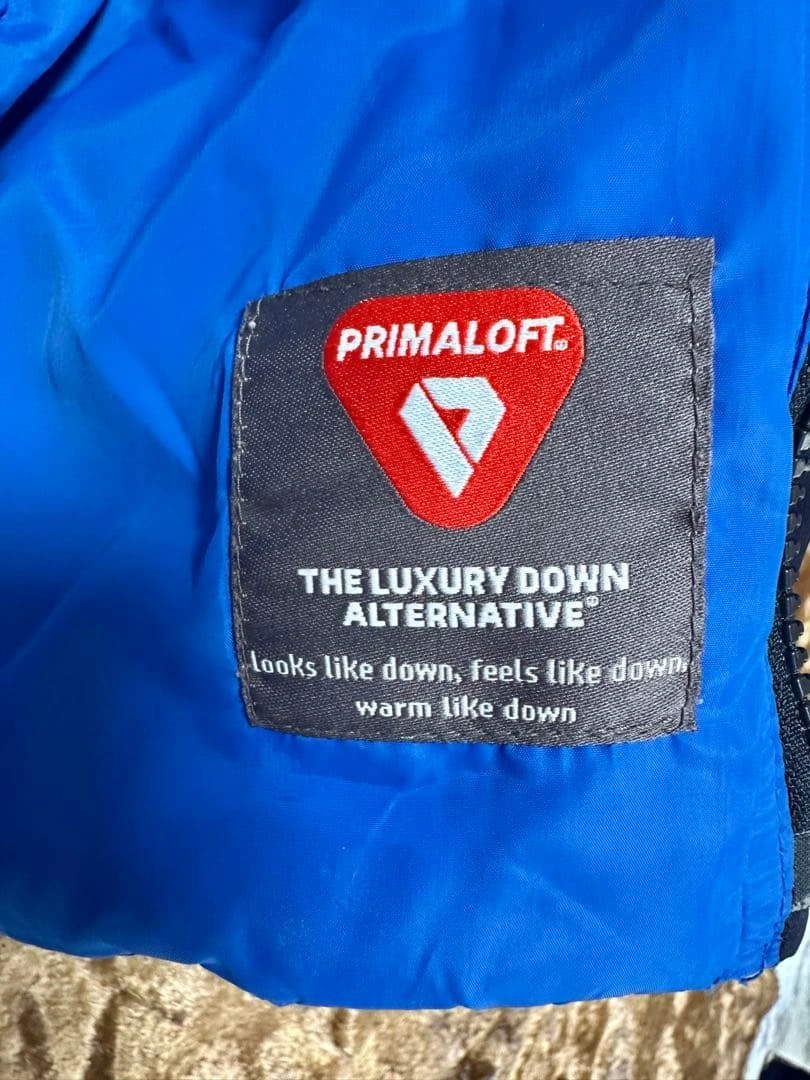 PRIMALOFT®
THE LUXURY DOWN
ALTERNATIVE®
looks like down, feels like down,
warm like down